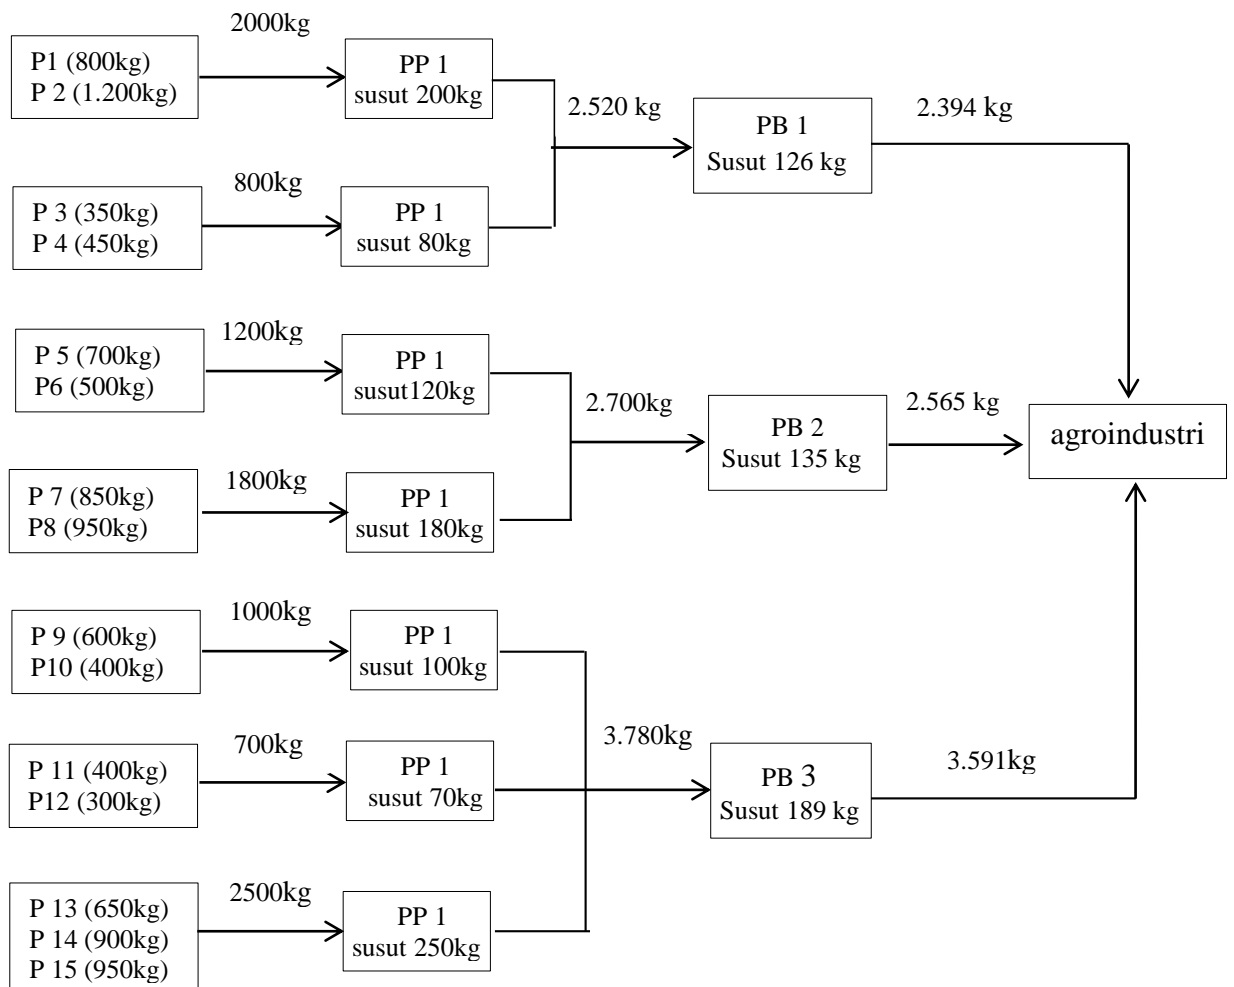 2000kg
P1 (800kg)
P 2 (1.200kg)
PP 1
susut 200kg
2.520 kg
PB 1
Susut 126 kg
2.394 kg
800kg
P 3 (350kg)
P 4 (450kg)
PP 1
susut 80kg
1200kg
P 5 (700kg)
P6 (500kg)
PP 1
susut120kg
2.700kg
PB 2
Susut 135 kg
2.565 kg
agroindustri
1800kg
P 7 (850kg)
P8 (950kg)
PP 1
susut 180kg
1000kg
P 9 (600kg)
P10 (400kg)
PP 1
susut 100kg
700kg
P 11 (400kg)
P12 (300kg)
PP 1
susut 70kg
3.780kg
PB 3
Susut 189 kg
3.591kg
2500kg
P 13 (650kg)
P 14 (900kg)
P 15 (950kg)
PP 1
susut 250kg